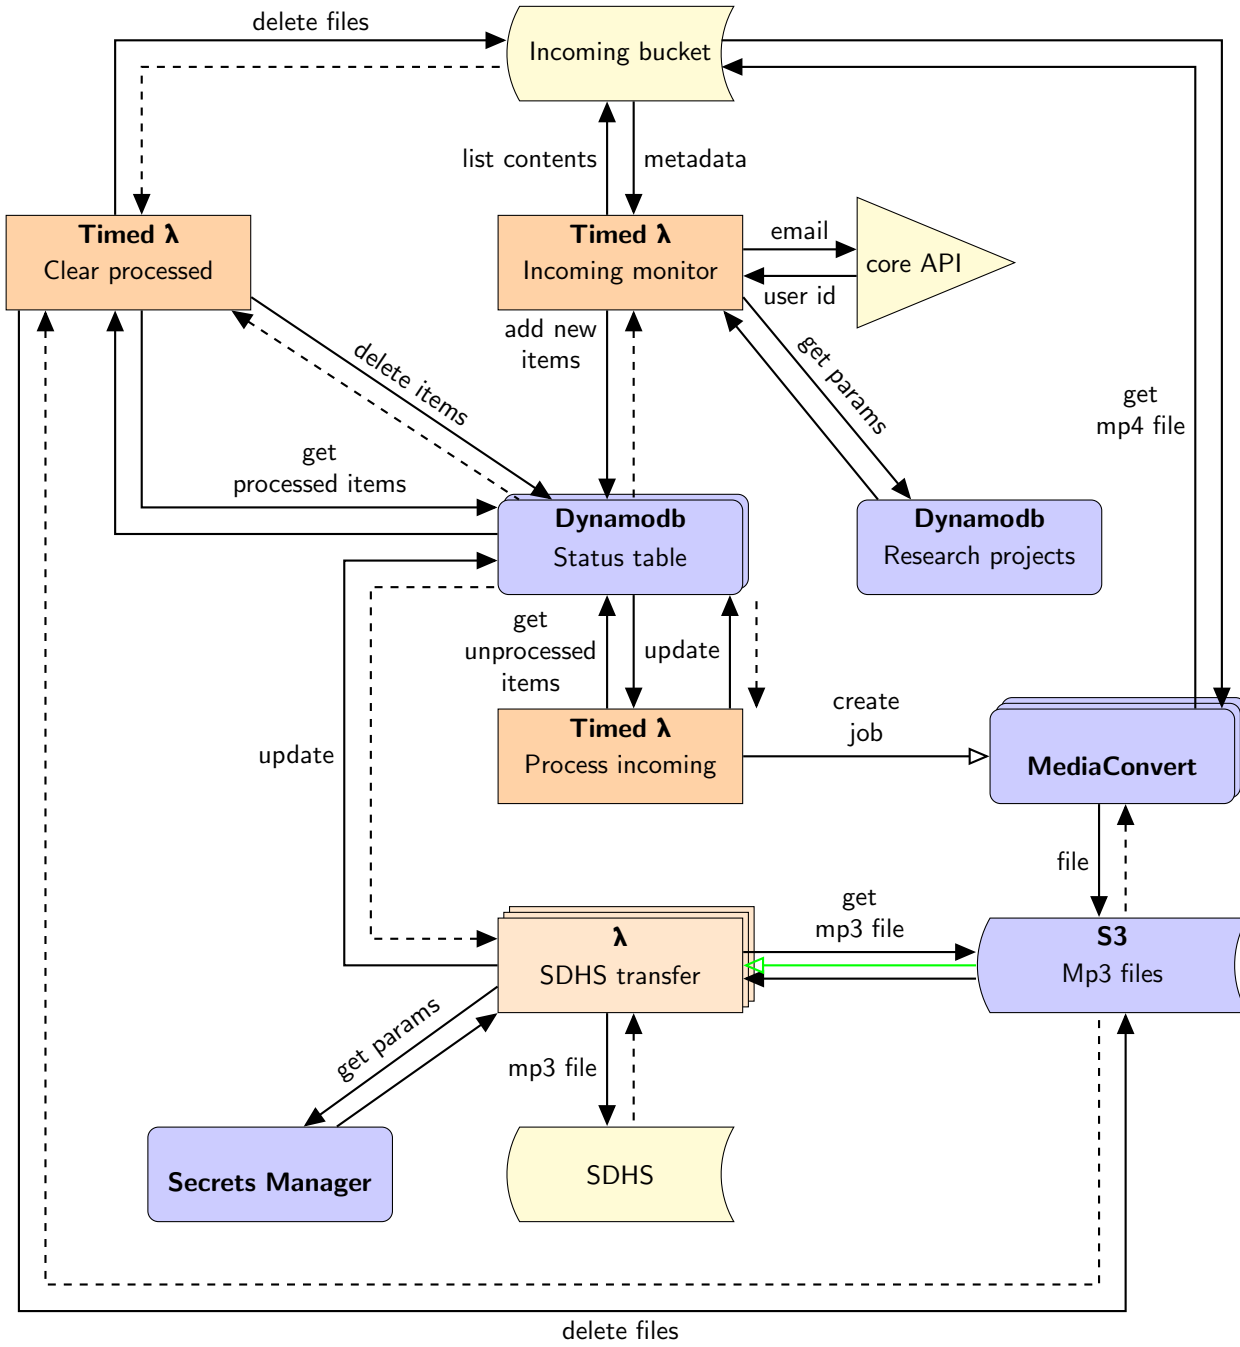 delete files
Incoming bucket
list contents
metadata
Timed λ
Clear processed
Timed λ
Incoming monitor
email
core API
user id
add new
items
get params
delete items
get
mp4 file
get
processed items
Dynamodb
Status table
Dynamodb
Research projects
get
unprocessed
items
update
create
job
Timed λ
Process incoming
MediaConvert
update
file
get
mp3 file
λ
SDHS transfer
S3
Mp3 files
get params
mp3 file
Secrets Manager
SDHS
delete files